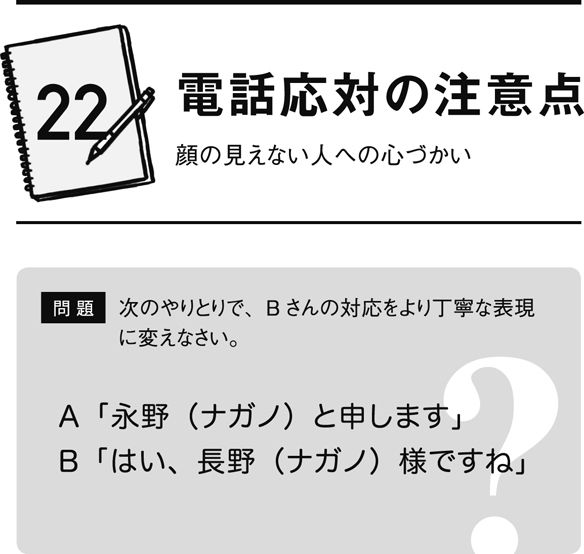 22
電話応対の注意点
顔の見えない人への心づかい
問題 次のやりとりで、Bさんの対応をより丁寧な表現
に変えなさい。
A「永野（ナガノ）と申します」
B「はい、長野（ナガノ）様ですね」
?